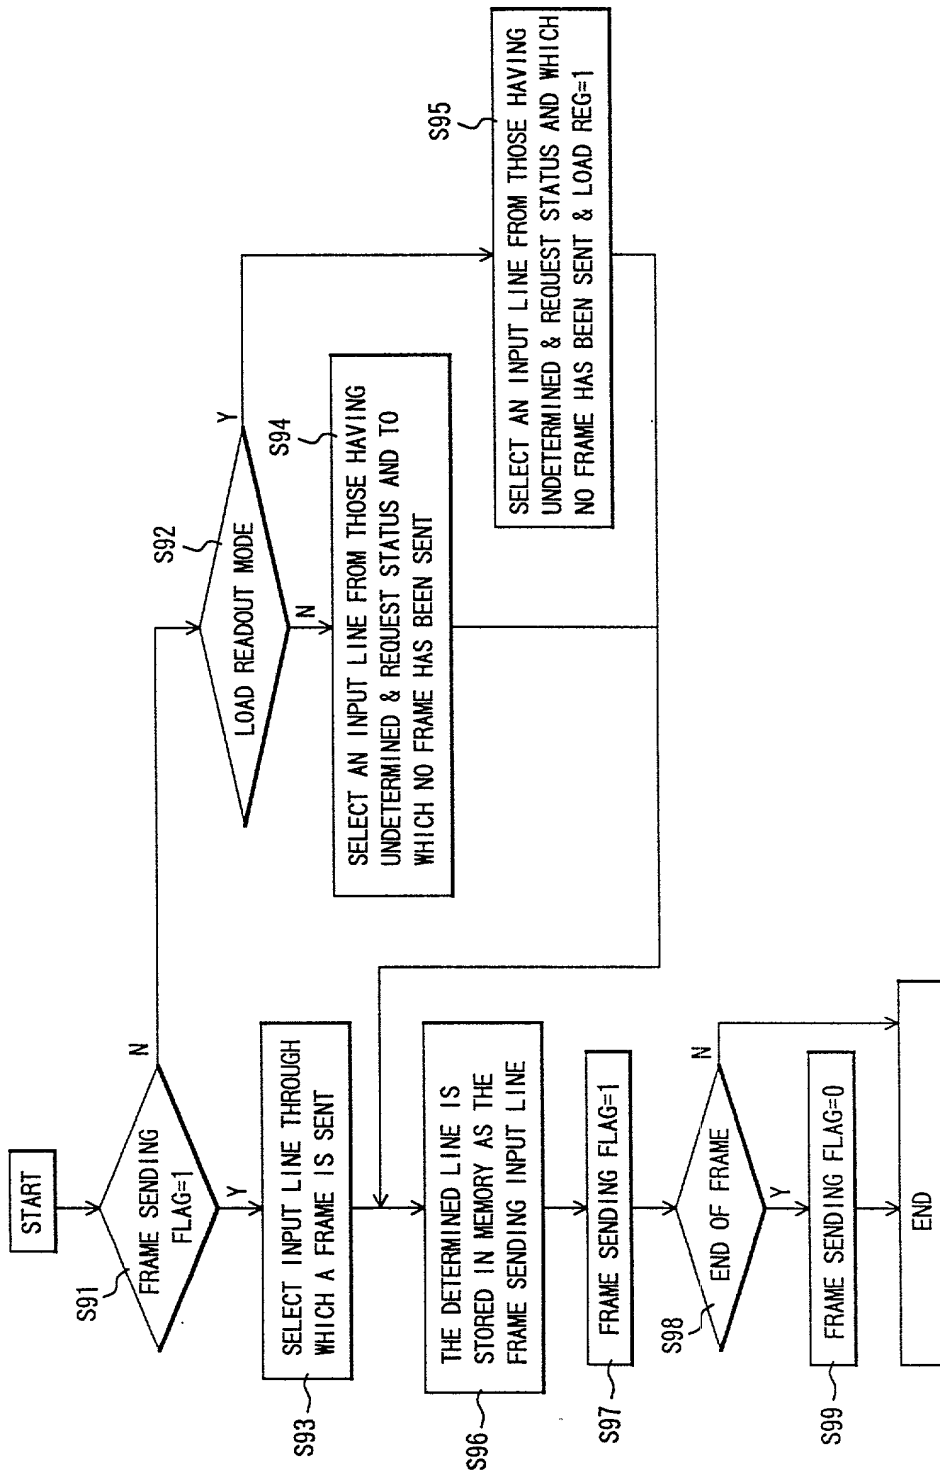 START
S91
FRAME SENDING
FLAG=1
N
Y
S92
LOAD READOUT MODE
Y
N
S93
SELECT INPUT LINE THROUGH
WHICH A FRAME IS SENT
S94
SELECT AN INPUT LINE FROM THOSE HAVING
UNDETERMINED & REQUEST STATUS AND TO
WHICH NO FRAME HAS BEEN SENT
S95
SELECT AN INPUT LINE FROM THOSE HAVING
UNDETERMINED & REQUEST STATUS AND WHICH
NO FRAME HAS BEEN SENT & LOAD REG=1
S96
THE DETERMINED LINE IS
STORED IN MEMORY AS THE
FRAME SENDING INPUT LINE
S97
FRAME SENDING FLAG=1
S98
END OF FRAME
N
Y
S99
FRAME SENDING FLAG=0
END